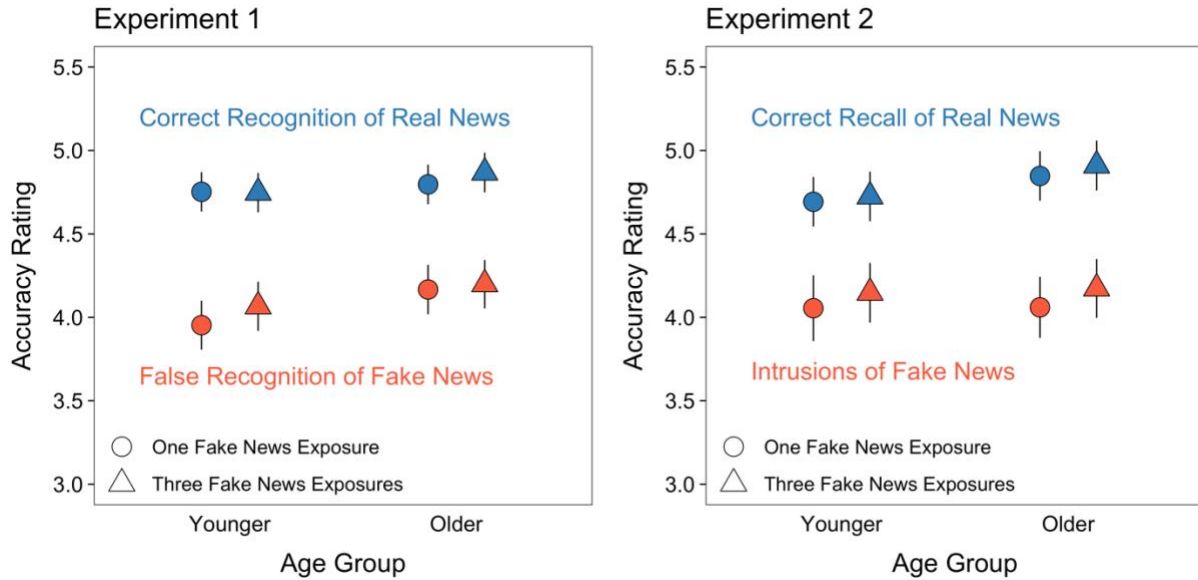 Experiment 1
Accuracy Rating
5.5
5.0
4.5
4.0
3.5
3.0
Correct Recognition of Real News
False Recognition of Fake News
One Fake News Exposure
Three Fake News Exposures
Younger
Older
Age Group
Experiment 2
Accuracy Rating
5.5
5.0
4.5
4.0
3.5
3.0
Correct Recall of Real News
Intrusions of Fake News
One Fake News Exposure
Three Fake News Exposures
Younger
Older
Age Group